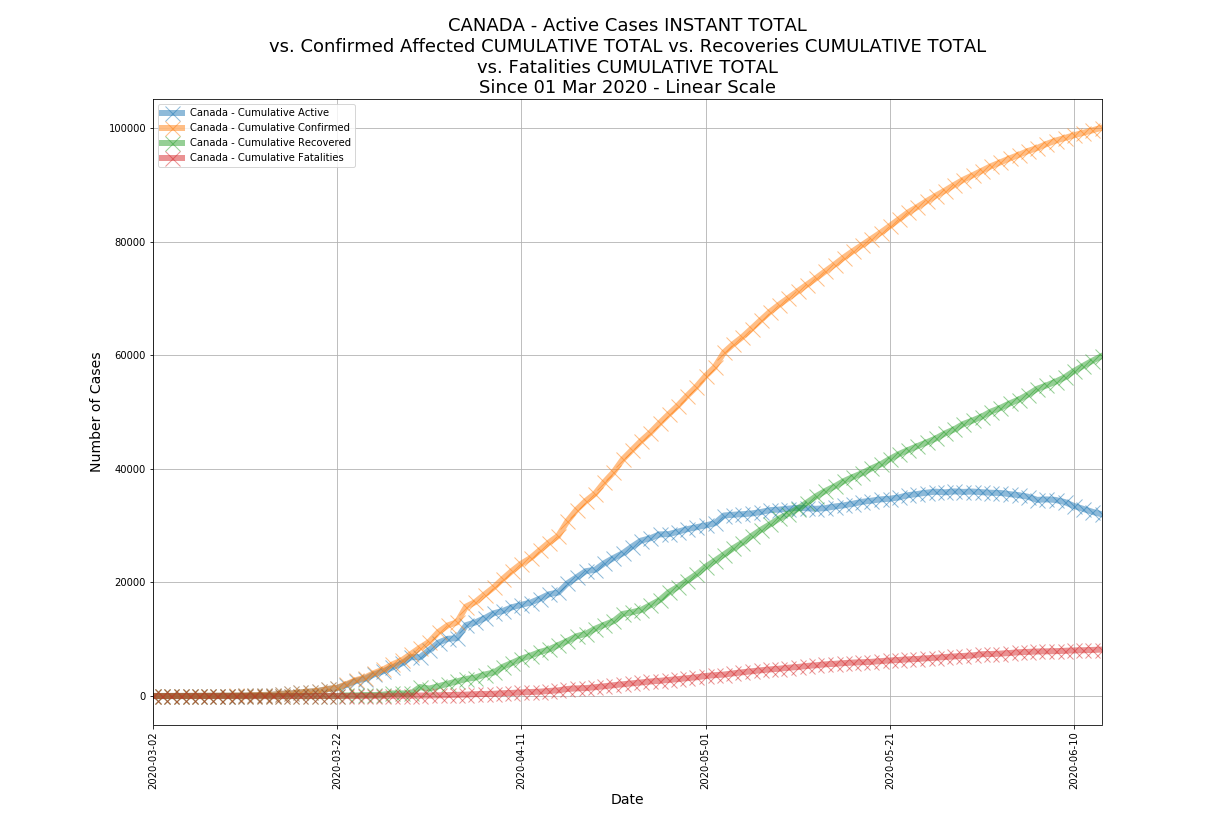 CANADA - Active Cases INSTANT TOTAL
vs. Confirmed Affected CUMULATIVE TOTAL vs. Recoveries CUMULATIVE TOTAL
vs. Fatalities CUMULATIVE TOTAL
Since 01 Mar 2020 - Linear Scale
Canada - Cumulative Active
Canada - Cumulative Confirmed
Canada - Cumulative Recovered
Canada - Cumulative Fatalities
100000
80000
60000
40000
20000
0
Number of Cases
2020-03-02
2020-03-22
2020-04-11
2020-05-01
2020-05-21
2020-06-10
Date